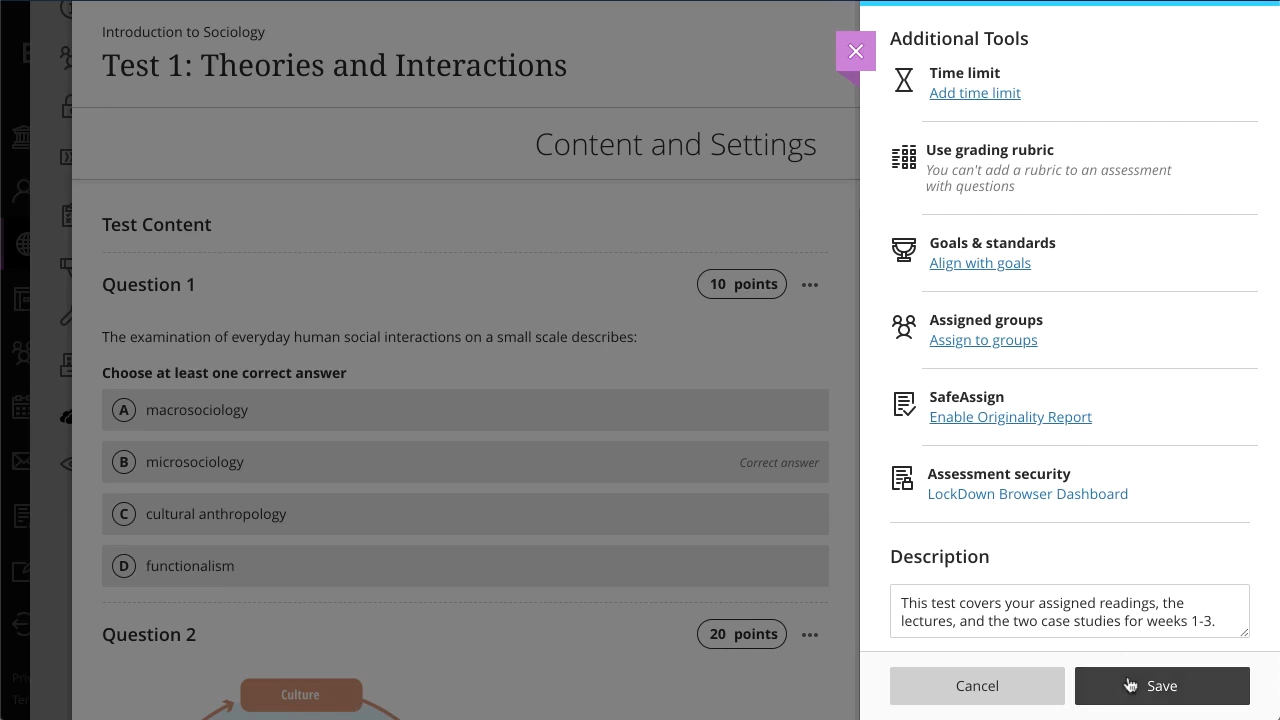 Introduction to Sociology
Test 1: Theories and Interactions
Content and Settings
Test Content
Question 1
10 points
The examination of everyday human social interactions on a small scale describes:
Choose at least one correct answer
A macrosociology
B microsociology
Correct answer
C cultural anthropology
D functionalism
Question 2
20 points
Culture
Additional Tools
Time limit
Add time limit
Use grading rubric
You can't add a rubric to an assessment
with questions
Goals & standards
Align with goals
Assigned groups
Assign to groups
SafeAssign
Enable Originality Report
Assessment security
LockDown Browser Dashboard
Description
This test covers your assigned readings, the
lectures, and the two case studies for weeks 1-3.
Cancel
Save